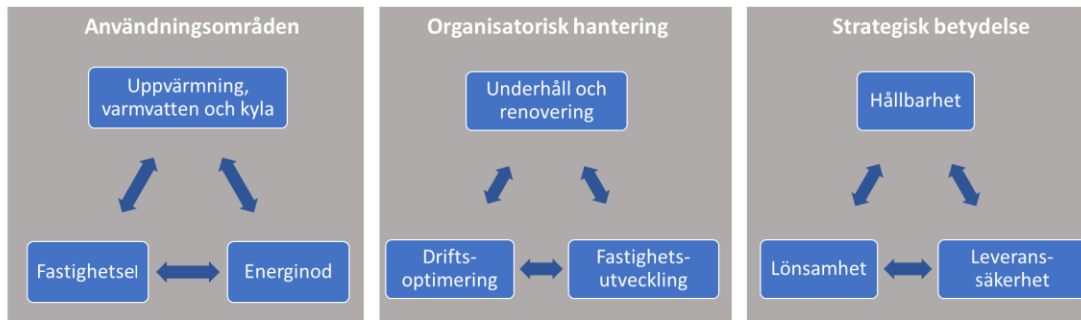 Användningsområden
Uppvärmning,
varmvatten och kyla
Fastighetsel
Energinod
Organisatorisk hantering
Underhåll och
renovering
Drifts-
optimering
Fastighets-
utveckling
Strategisk betydelse
Hållbarhet
Lönsamhet
Leverans-
säkerhet